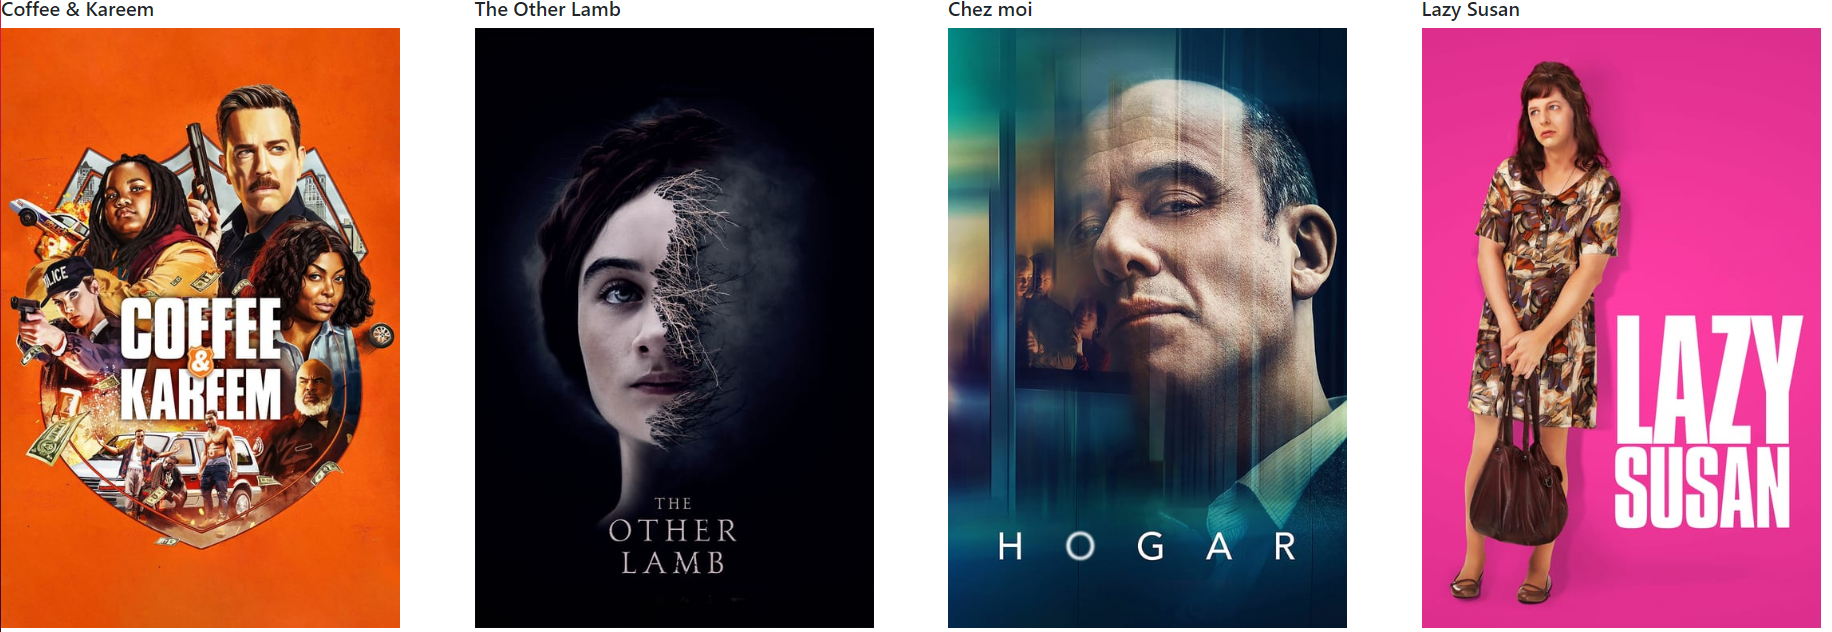 Coffee & Kareem
The Other Lamb
Chez moi
Lazy Susan
POLICE
COFFEE
&
KAREEM
THE
OTHER
LAMB
HOGAR
LAZY
SUSAN